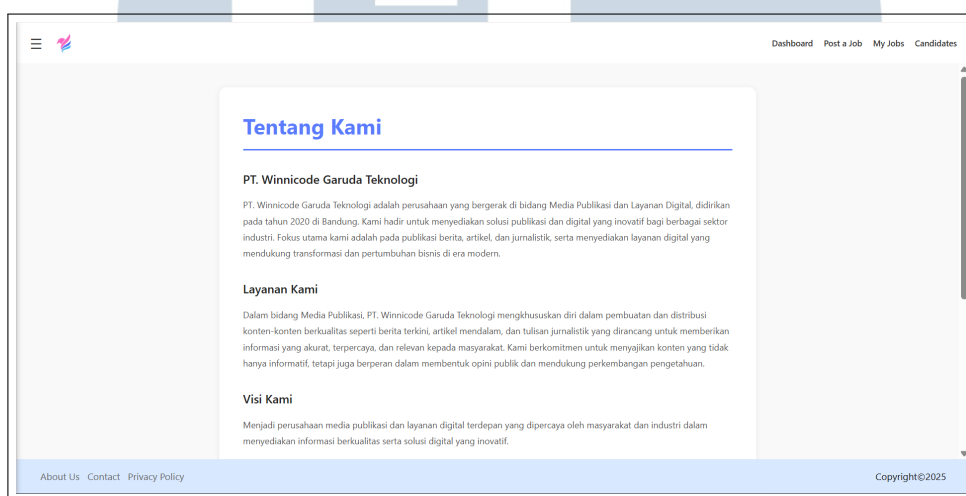 Dashboard Post a Job My Jobs Candidates
Tentang Kami
PT. Winnicode Garuda Teknologi
PT. Winnicode Garuda Teknologi adalah perusahaan yang bergerak di bidang Media Publikasi dan Layanan Digital, didirikan
pada tahun 2020 di Bandung. Kami hadir untuk menyediakan solusi publikasi dan digital yang inovatif bagi berbagai sektor
industri. Fokus utama kami adalah pada publikasi berita, artikel, dan jurnalistik, serta menyediakan layanan digital yang
mendukung transformasi dan pertumbuhan bisnis di era modern.
Layanan Kami
Dalam bidang Media Publikasi, PT. Winnicode Garuda Teknologi mengkhususkan diri dalam pembuatan dan distribusi
konten-konten berkualitas seperti berita terkini, artikel mendalam, dan tulisan jurnalistik yang dirancang untuk memberikan
informasi yang akurat, terpercaya, dan relevan kepada masyarakat. Kami berkomitmen untuk menyajikan konten yang tidak
hanya informatif, tetapi juga berperan dalam membentuk opini publik dan mendukung perkembangan pengetahuan.
Visi Kami
Menjadi perusahaan media publikasi dan layanan digital terdepan yang dipercaya oleh masyarakat dan industri dalam
menyediakan informasi berkualitas serta solusi digital yang inovatif.
About Us Contact Privacy Policy Copyright©2025